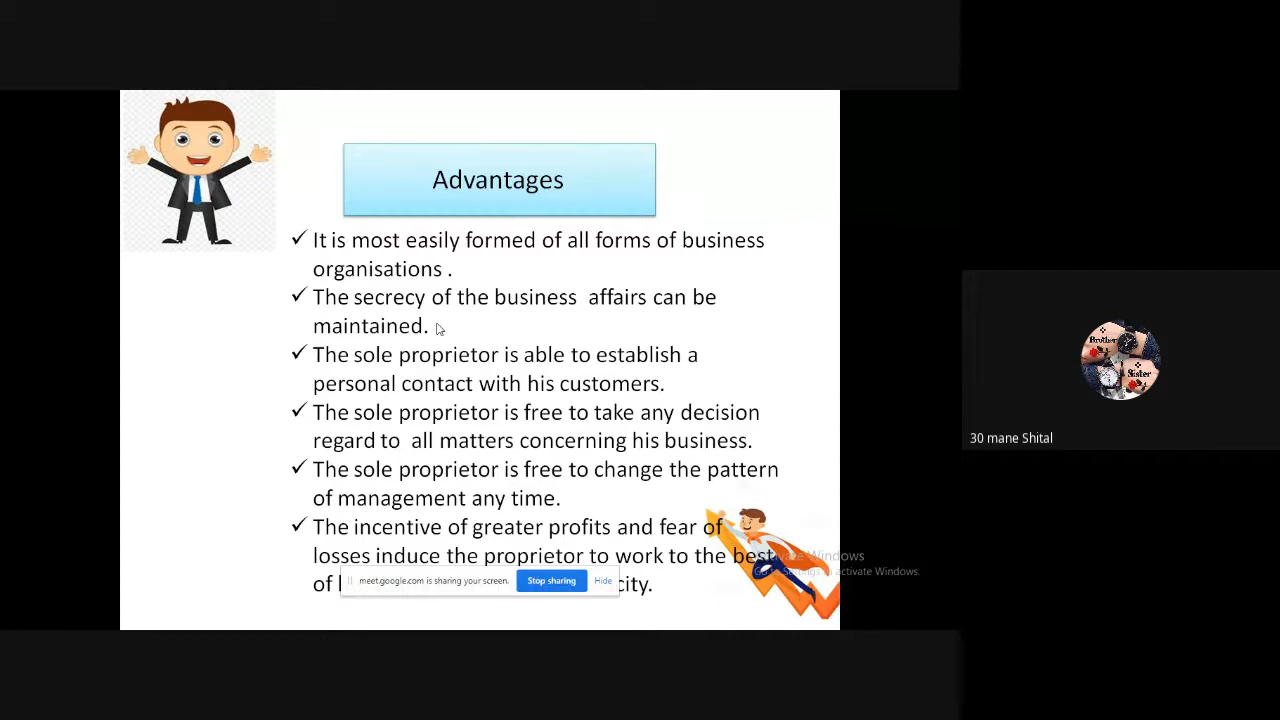 Advantages
✓ It is most easily formed of all forms of business
organisations .
✓ The secrecy of the business affairs can be
maintained.
✓ The sole proprietor is able to establish a
personal contact with his customers.
✓ The sole proprietor is free to take any decision
regard to all matters concerning his business.
✓ The sole proprietor is free to change the pattern
of management any time.
✓ The incentive of greater profits and fear of
losses induce the proprietor to work to the best
of
meet.google.com is sharing your screen. Stop sharing Hide
Windows
to activate Windows.
Brother
Sister
30 mane Shital